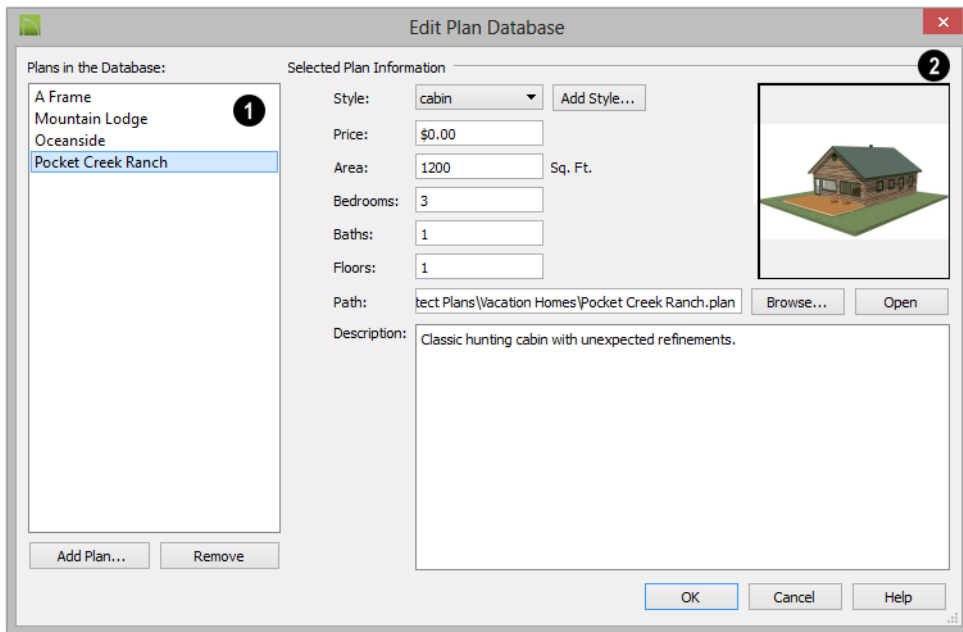 Edit Plan Database
Plans in the Database:
A Frame
Mountain Lodge
Oceanside
Pocket Creek Ranch
1
Add Plan...
Remove
Selected Plan Information
2
Style:
cabin
Add Style...
Price:
$0.00
Area:
1200
Sq. Ft.
Bedrooms:
3
Baths:
1
Floors:
1
Path:
tect Plans\Vacation Homes\Pocket Creek Ranch.plan
Browse...
Open
Description:
Classic hunting cabin with unexpected refinements.
OK
Cancel
Help